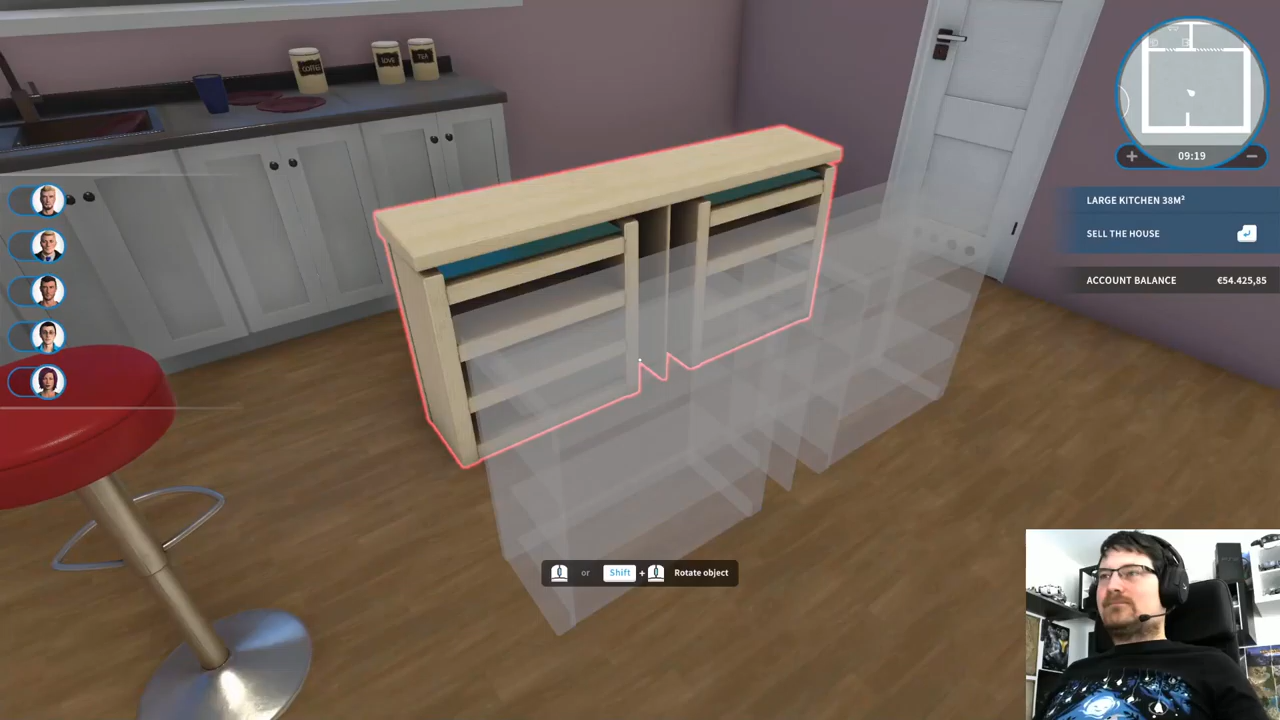 COFFEE
LOVE
TEA
09:19
LARGE KITCHEN 38M²
SELL THE HOUSE
ACCOUNT BALANCE €54.425,85
or Shift + Rotate object